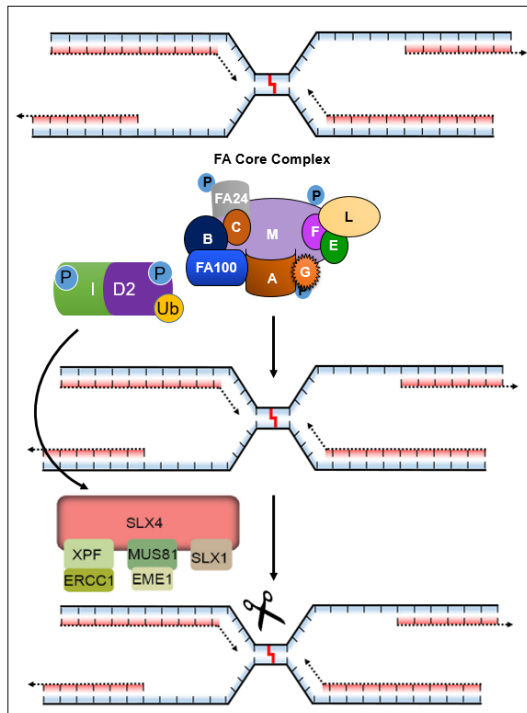 FA Core Complex
P
FA24
P
L
C
M
F
B
E
FA100
A
G
P
P
P
I
D2
Ub
SLX4
XPF
MUS81
SLX1
ERCC1
EME1